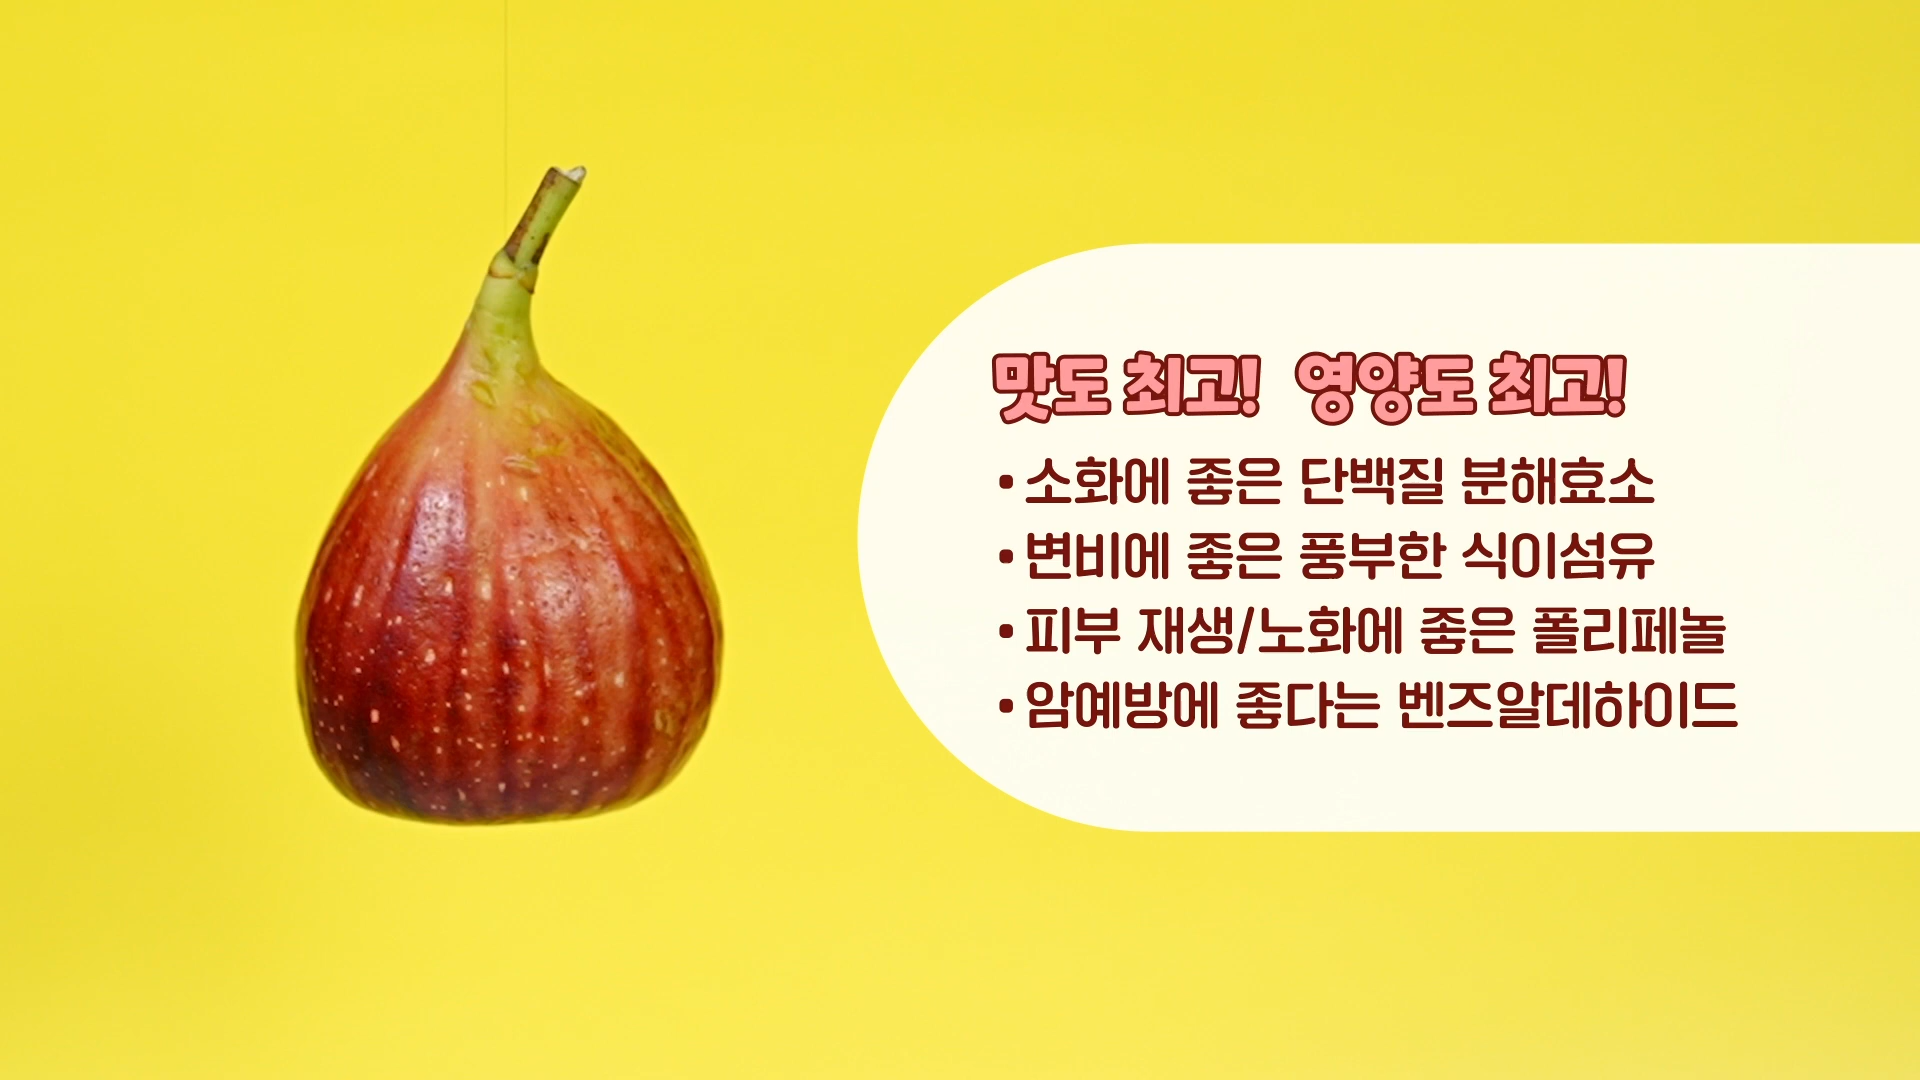 맛도 최고! 영양도 최고!
• 소화에 좋은 단백질 분해효소
• 변비에 좋은 풍부한 식이섬유
• 피부 재생/노화에 좋은 폴리페놀
• 암예방에 좋다는 벤즈알데하이드